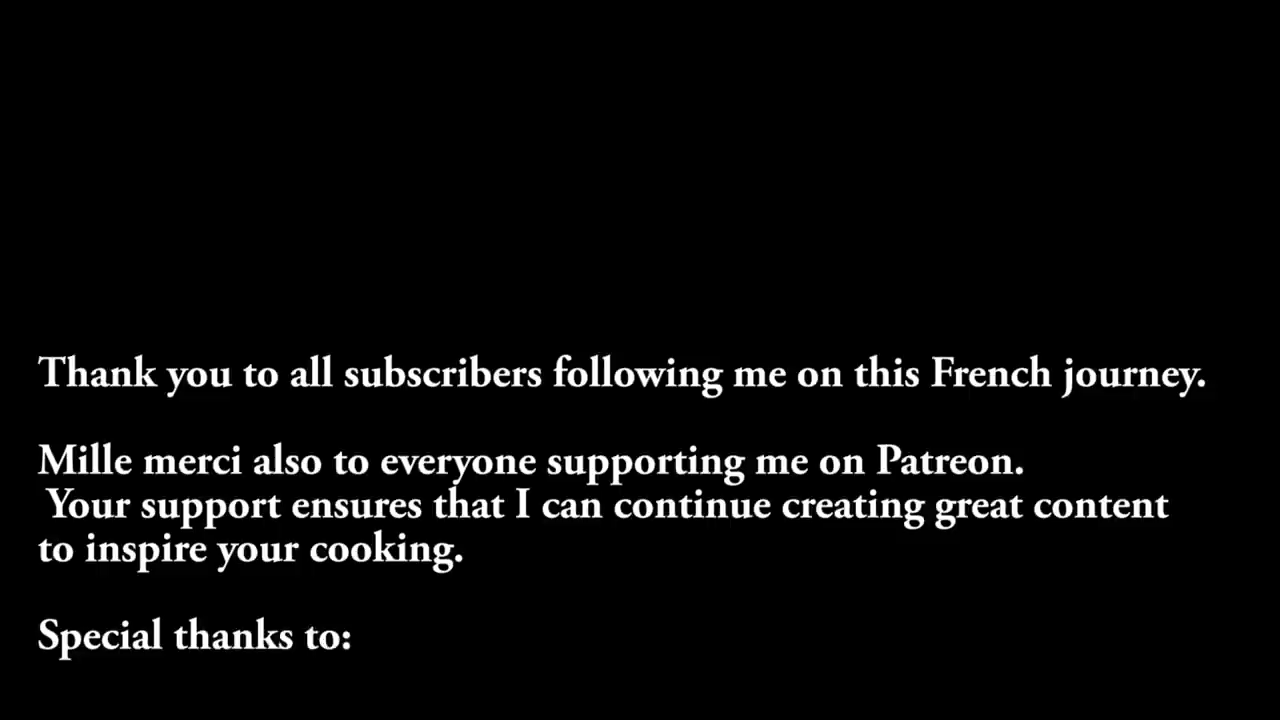 Thank you to all subscribers following me on this French journey.
Mille merci also to everyone supporting me on Patreon.
Your support ensures that I can continue creating great content
to inspire your cooking.
Special thanks to: